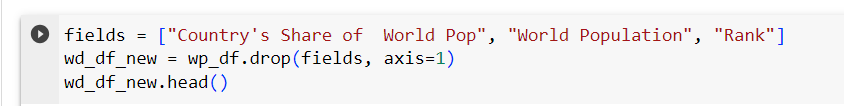 fields = ["Country's Share of  World Pop", "World Population", "Rank"]
wd_df_new = wp_df.drop(fields, axis=1)
wd_df_new.head()